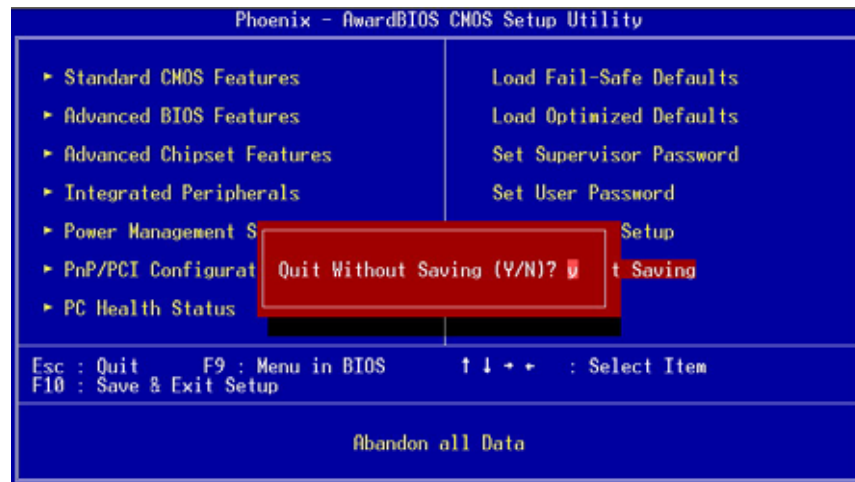 Phoenix - AwardBIOS CMOS Setup Utility
► Standard CMOS Features
► Advanced BIOS Features
► Advanced Chipset Features
► Integrated Peripherals
► Power Management S
► PnP/PCI Configurat
► PC Health Status
Load Fail-Safe Defaults
Load Optimized Defaults
Set Supervisor Password
Set User Password
Setup
t Saving
Quit Without Saving (Y/N)? y
Esc : Quit F9 : Menu in BIOS ↑ ↓ → ← : Select Item
F10 : Save & Exit Setup
Abandon all Data